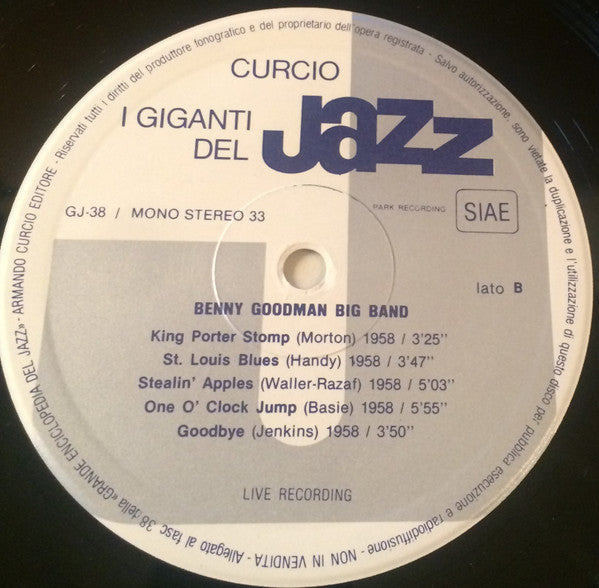 CURCIO
I GIGANTI
DEL
Jazz
GJ-38 / MONO STEREO 33
PARK RECORDING
SIAE
lato B
BENNY GOODMAN BIG BAND
King Porter Stomp (Morton) 1958 / 3'25"
St. Louis Blues (Handy) 1958 / 3'47"
Stealin' Apples (Waller-Razaf) 1958 / 5'03"
One O' Clock Jump (Basie) 1958 / 5'55"
Goodbye (Jenkins) 1958 / 3'50"
LIVE RECORDING
Allegato al fasc. 38 della «GRANDE ENCICLOPEDIA DEL JAZZ» - ARMANDO CURCIO EDITORE - Riservati tutti i diritti del produttore fonografico e del proprietario dell'opera registrata - Salvo autorizzazione, sono vietate la duplicazione e l'utilizzazione di questo disco per pubblica esecuzione e radiodiffusione - NON IN VENDITA -